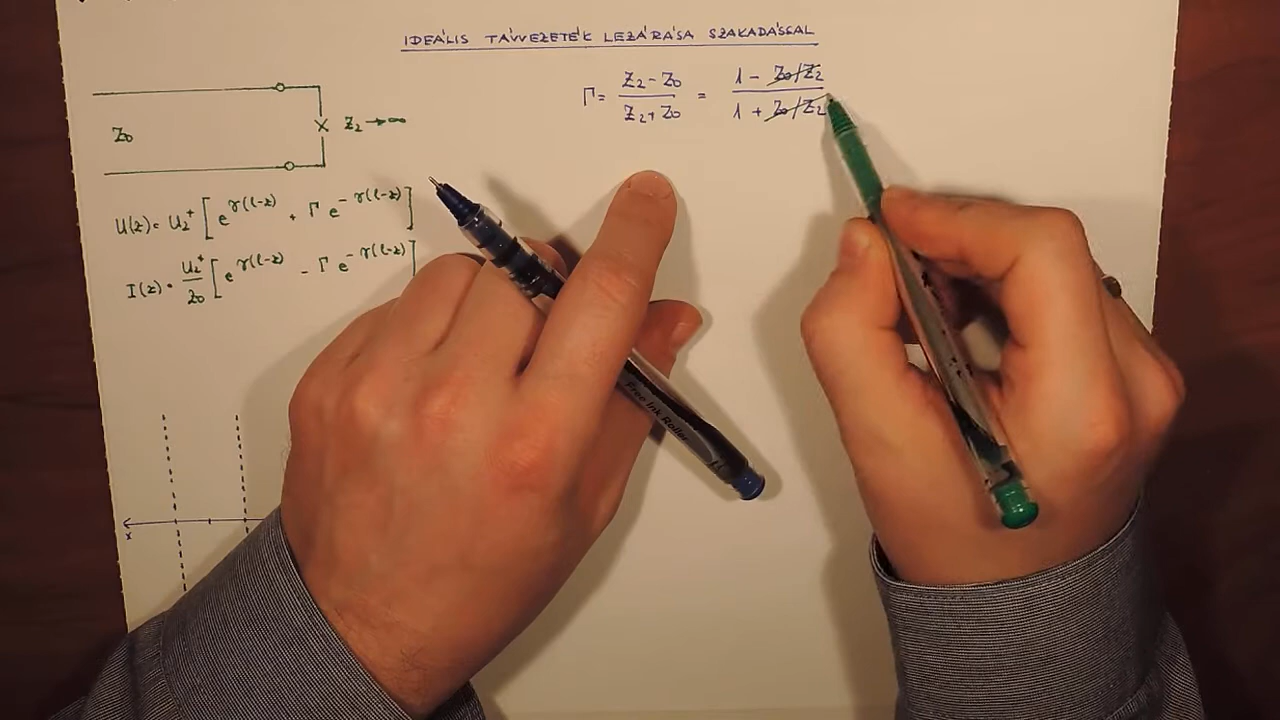 IDEÁLIS TÁVVEZETÉK LEZÁRÁSA SZAKADÁSSAL
Γ = (Z2 - Z0) / (Z2 + Z0) = (1 - Z0/Z2) / (1 + Z0/Z2)
Z0
X Z2 → ∞
U(z) = U2+ [e^γ(l-z) + Γ e^-γ(l-z)]
I(z) = U2+ / Z0 [e^γ(l-z) - Γ e^-γ(l-z)]
x
Free Ink Roller